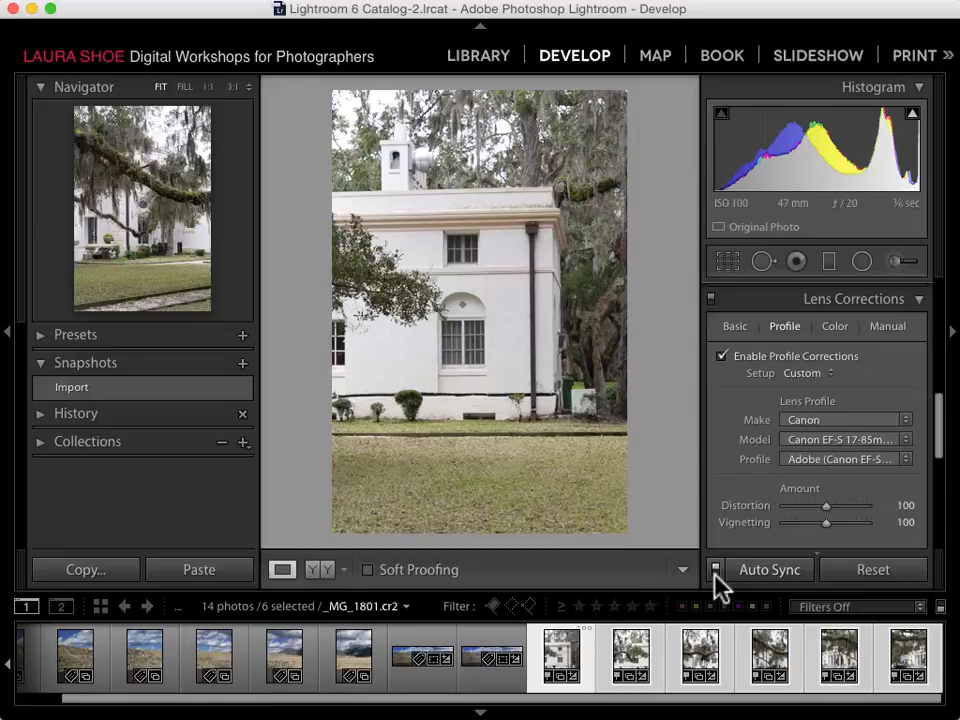 Lightroom 6 Catalog-2.lrcat - Adobe Photoshop Lightroom - Develop
LAURA SHOE Digital Workshops for Photographers
LIBRARY DEVELOP MAP BOOK SLIDESHOW PRINT »
Navigator FIT FILL 1:1 3:1
Histogram
ISO 100 47 mm ƒ / 20 ⅙ sec
Original Photo
Lens Corrections
Basic Profile Color Manual
Enable Profile Corrections
Setup Custom
Lens Profile
Make Canon
Model Canon EF-S 17-85m...
Profile Adobe (Canon EF-S...
Amount
Distortion 100
Vignetting 100
Presets +
Snapshots +
Import
History ×
Collections − +
Copy... Paste
YY Soft Proofing
Auto Sync Reset
1 2 ... 14 photos / 6 selected / _MG_1801.cr2 Filter : ≥ Filters Off